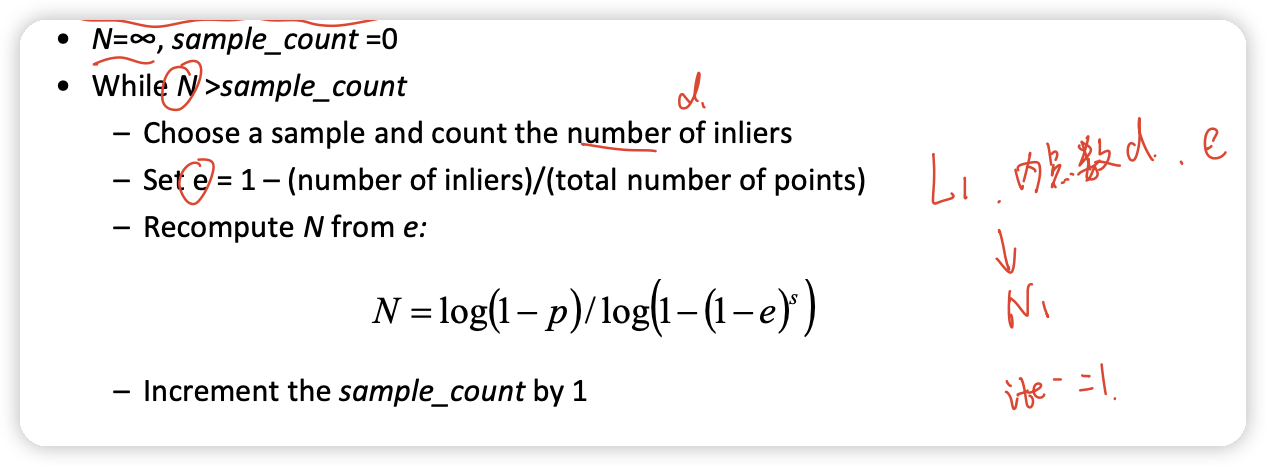 • N=∞, sample_count =0
• While N >sample_count
d₁
– Choose a sample and count the number of inliers
– Set e = 1 – (number of inliers)/(total number of points)
L₁ . 内点数 d . e
– Recompute N from e:
↓
N = log(1 – p)/log(1 – (1 – e)ˢ)
N₁
– Increment the sample_count by 1
ite⁻ =1.